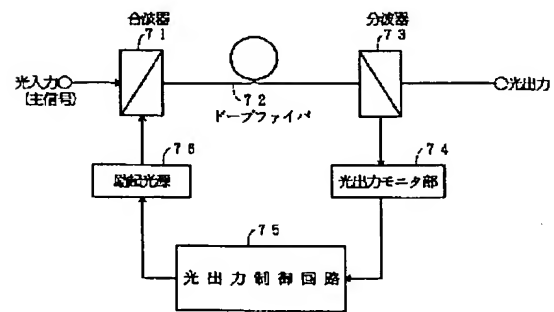 合波器
71
分波器
73
光入力
(主信号)
72
ドープファイバ
光出力
76
励起光源
74
光出力モニタ部
75
光出力制御回路